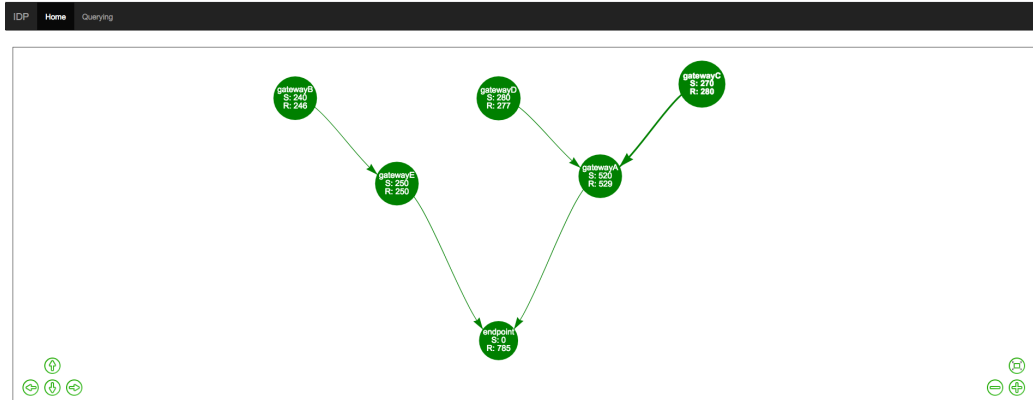 IDP Home Querying
gatewayB
S: 240
R: 246
gatewayD
S: 280
R: 277
gatewayC
S: 270
R: 280
gatewayE
S: 250
R: 250
gatewayA
S: 520
R: 529
endpoint
S: 0
R: 785